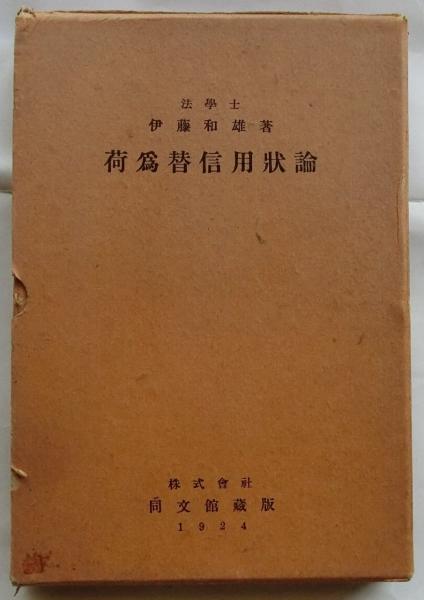 法學士
伊藤和雄著
荷爲替信用狀論
株式會社
同文館藏版
1924